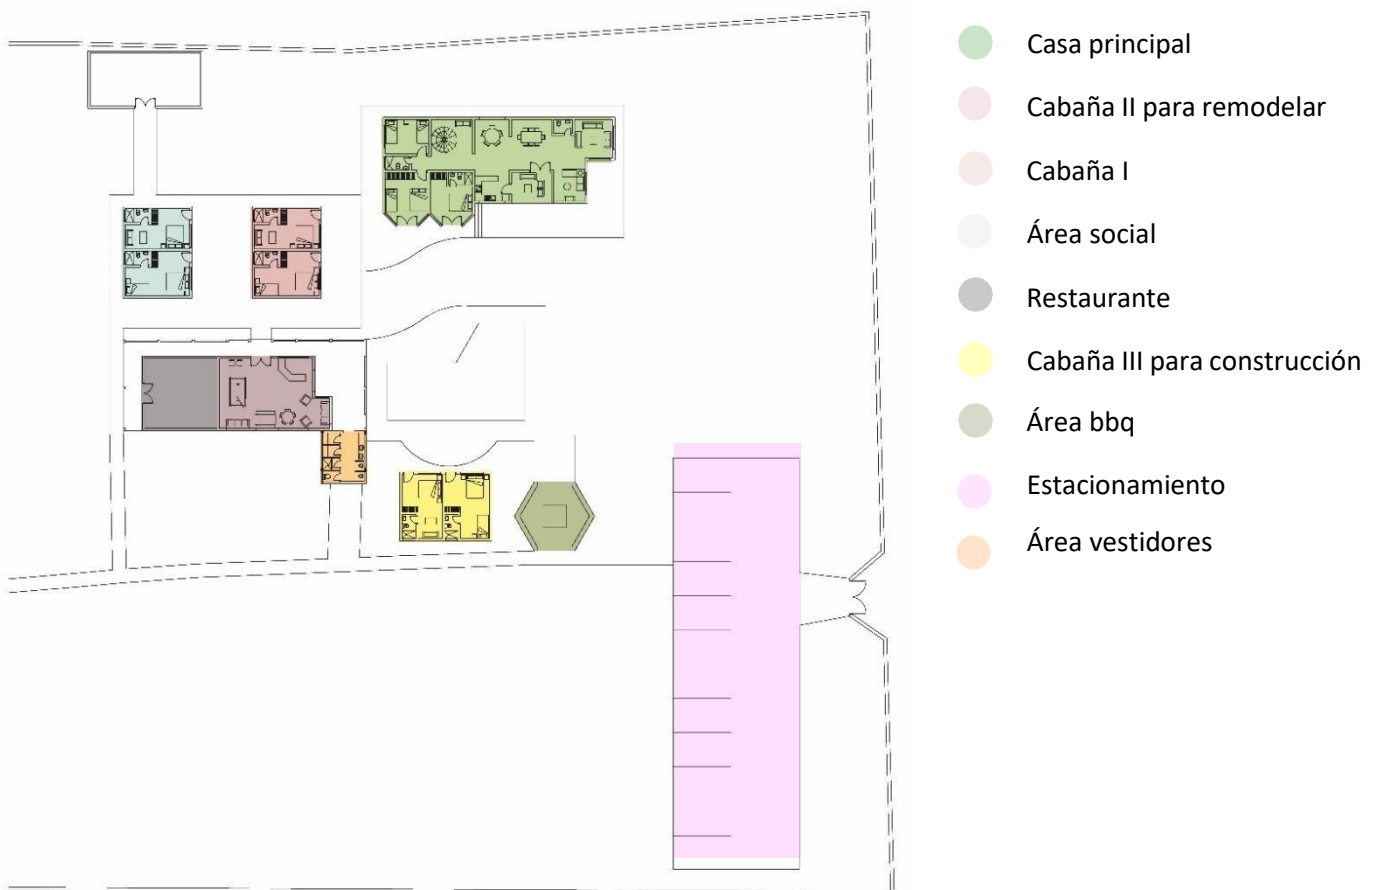 Casa principal
Cabaña II para remodelar
Cabaña I
Área social
Restaurante
Cabaña III para construcción
Área bbq
Estacionamiento
Área vestidores